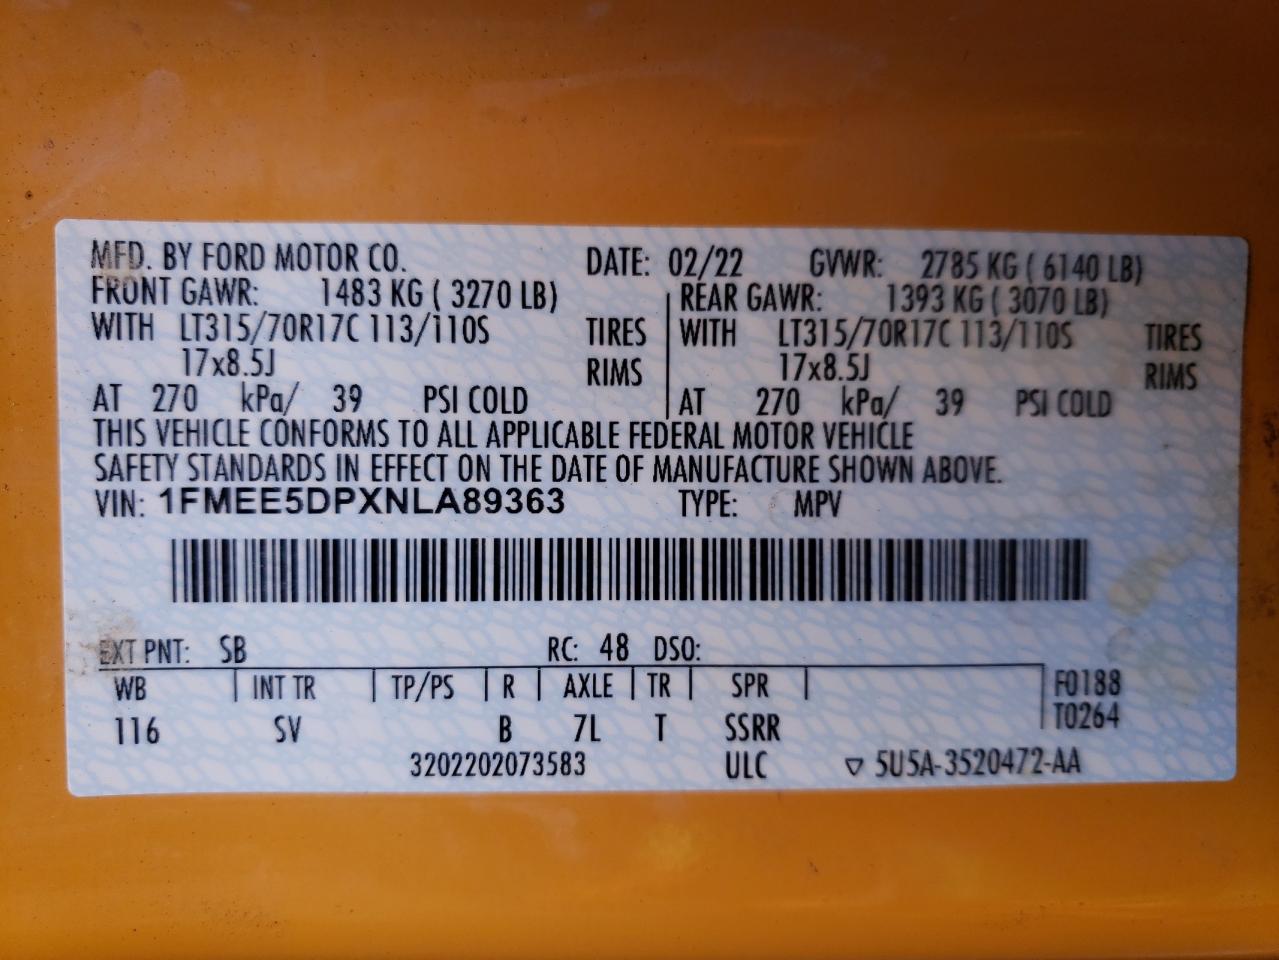 MFD. BY FORD MOTOR CO. DATE: 02/22 GVWR: 2785 KG ( 6140 LB)
FRONT GAWR: 1483 KG ( 3270 LB) REAR GAWR: 1393 KG ( 3070 LB)
WITH LT315/70R17C 113/110S TIRES WITH LT315/70R17C 113/110S TIRES
17x8.5J RIMS 17x8.5J RIMS
AT 270 kPa/ 39 PSI COLD AT 270 kPa/ 39 PSI COLD
THIS VEHICLE CONFORMS TO ALL APPLICABLE FEDERAL MOTOR VEHICLE
SAFETY STANDARDS IN EFFECT ON THE DATE OF MANUFACTURE SHOWN ABOVE.
VIN: 1FMEE5DPXNLA89363 TYPE: MPV
EXT PNT: SB RC: 48 DSO:
WB INT TR TP/PS R AXLE TR SPR F0188
116 SV B 7L T SSRR T0264
3202202073583 ULC ▽ 5U5A-3520472-AA